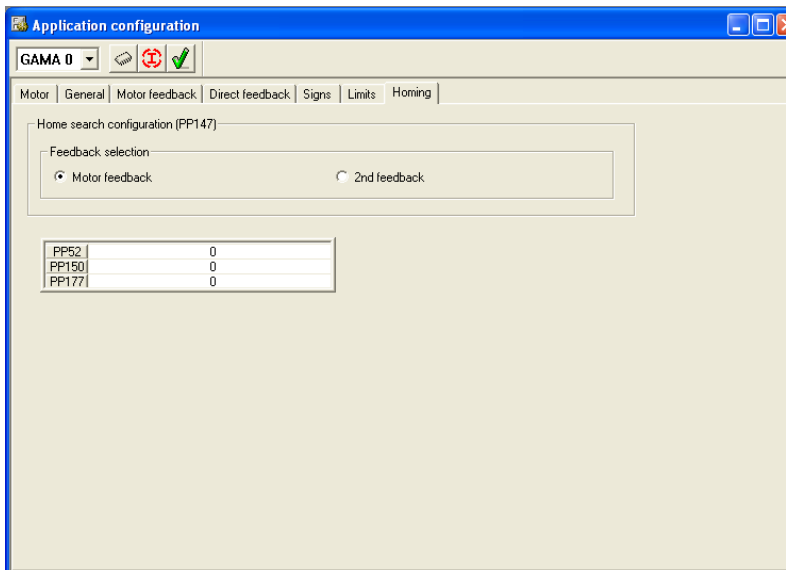 Application configuration
GAMA 0
Motor General Motor feedback Direct feedback Signs Limits Homing
Home search configuration (PP147)
Feedback selection
Motor feedback 2nd feedback
PP52 0
PP150 0
PP177 0